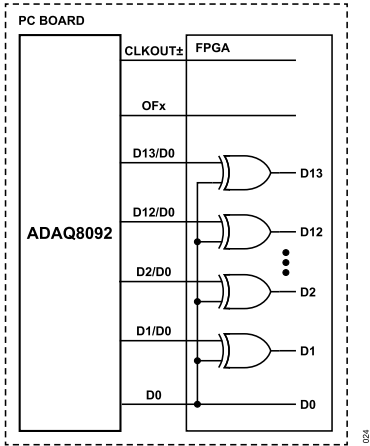 PC BOARD
CLKOUT± FPGA
OFx
D13/D0
D13
D12/D0
ADAQ8092
D12
D2/D0
D2
D1/D0
D1
D0
D0
024